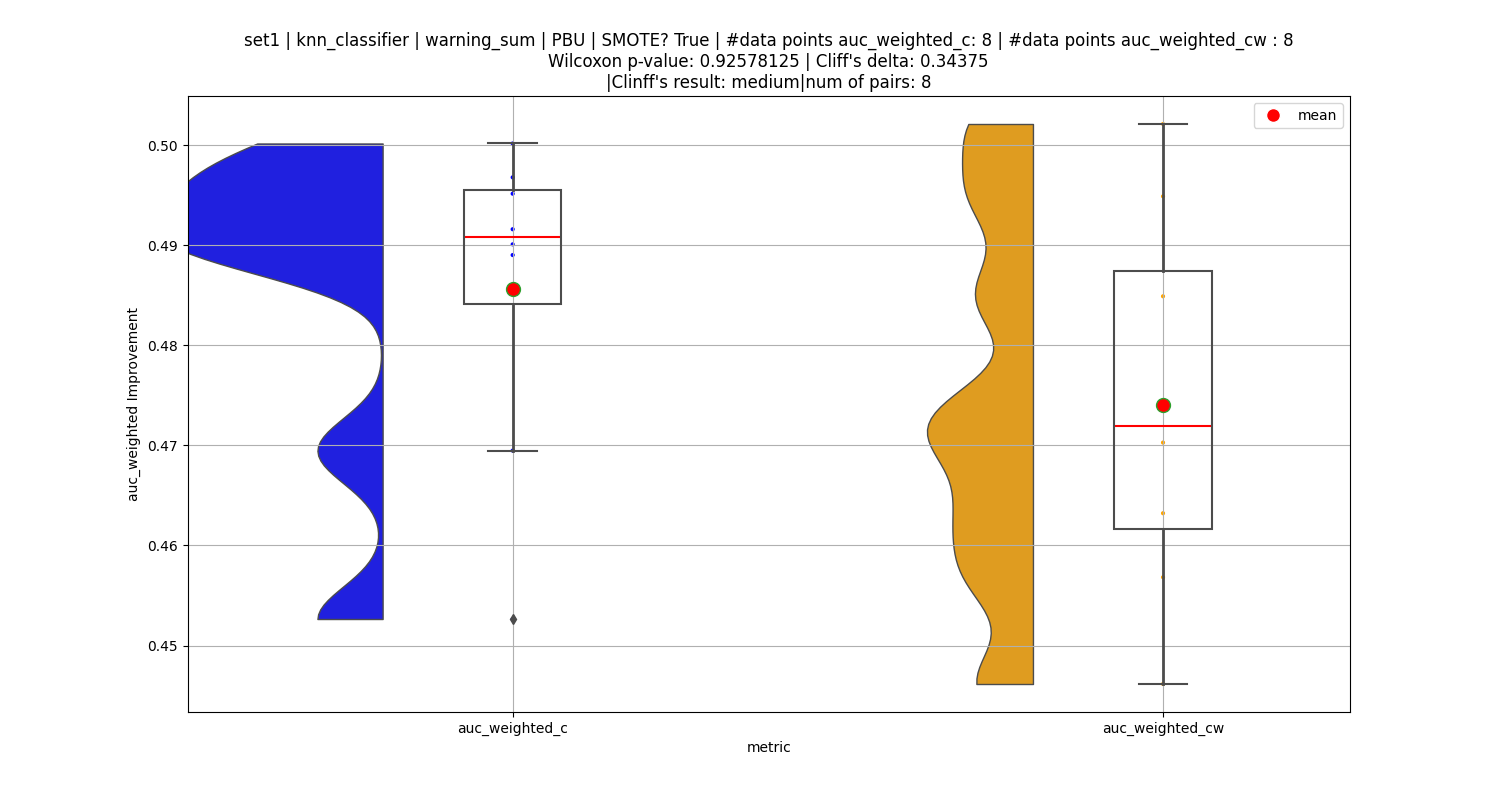 set1 | knn_classifier | warning_sum | PBU | SMOTE? True | #data points auc_weighted_c: 8 | #data points auc_weighted_cw : 8
Wilcoxon p-value: 0.92578125 | Cliff's delta: 0.34375
|Clinff's result: medium|num of pairs: 8
mean
0.50
0.49
0.48
0.47
0.46
0.45
auc_weighted Improvement
auc_weighted_c
auc_weighted_cw
metric